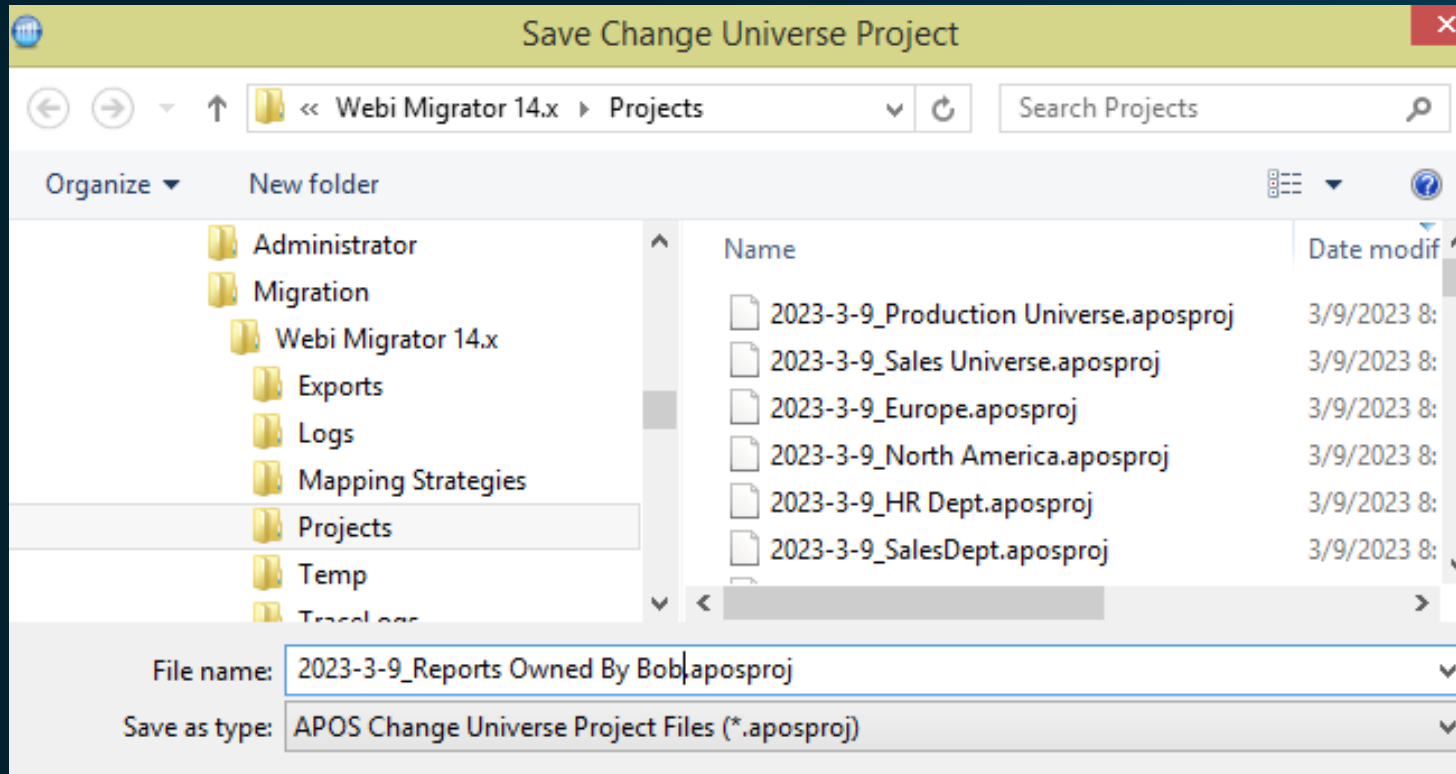 Save Change Universe Project
« Webi Migrator 14.x Projects
Search Projects
Organize
New folder
Administrator
Migration
Webi Migrator 14.x
Exports
Logs
Mapping Strategies
Projects
Temp
TraceLogs
Name Date modif
2023-3-9_Production Universe.aposproj 3/9/2023 8:
2023-3-9_Sales Universe.aposproj 3/9/2023 8:
2023-3-9_Europe.aposproj 3/9/2023 8:
2023-3-9_North America.aposproj 3/9/2023 8:
2023-3-9_HR Dept.aposproj 3/9/2023 8:
2023-3-9_SalesDept.aposproj 3/9/2023 8:
File name: 2023-3-9_Reports Owned By Bob.aposproj
Save as type: APOS Change Universe Project Files (*.aposproj)